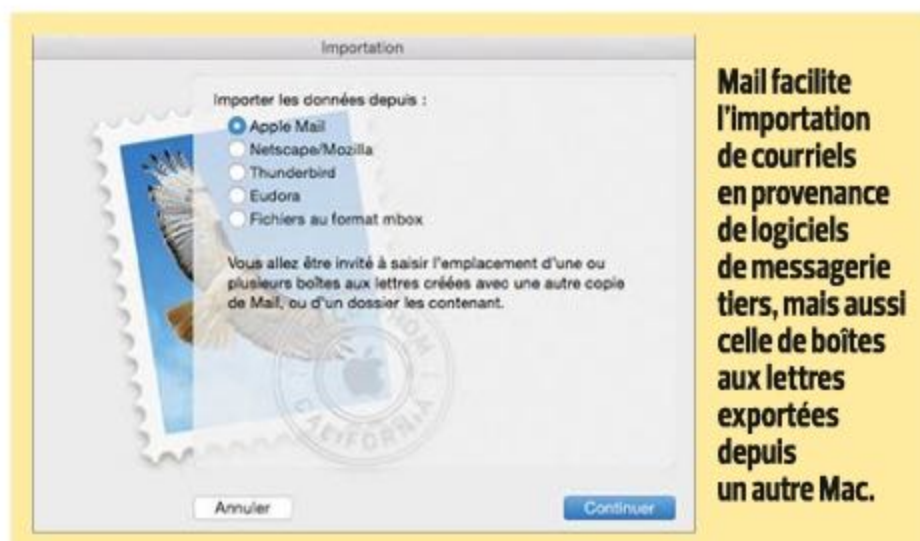 Importation
Importer les données depuis :
Apple Mail
Netscape/Mozilla
Thunderbird
Eudora
Fichiers au format mbox
Vous allez être invité à saisir l'emplacement d'une ou
plusieurs boîtes aux lettres créées avec une autre copie
de Mail, ou d'un dossier les contenant.
CALIFORNIA
Annuler
Continuer
Mail facilite
l'importation
de courriels
en provenance
de logiciels
de messagerie
tiers, mais aussi
celle de boîtes
aux lettres
exportées
depuis
un autre Mac.